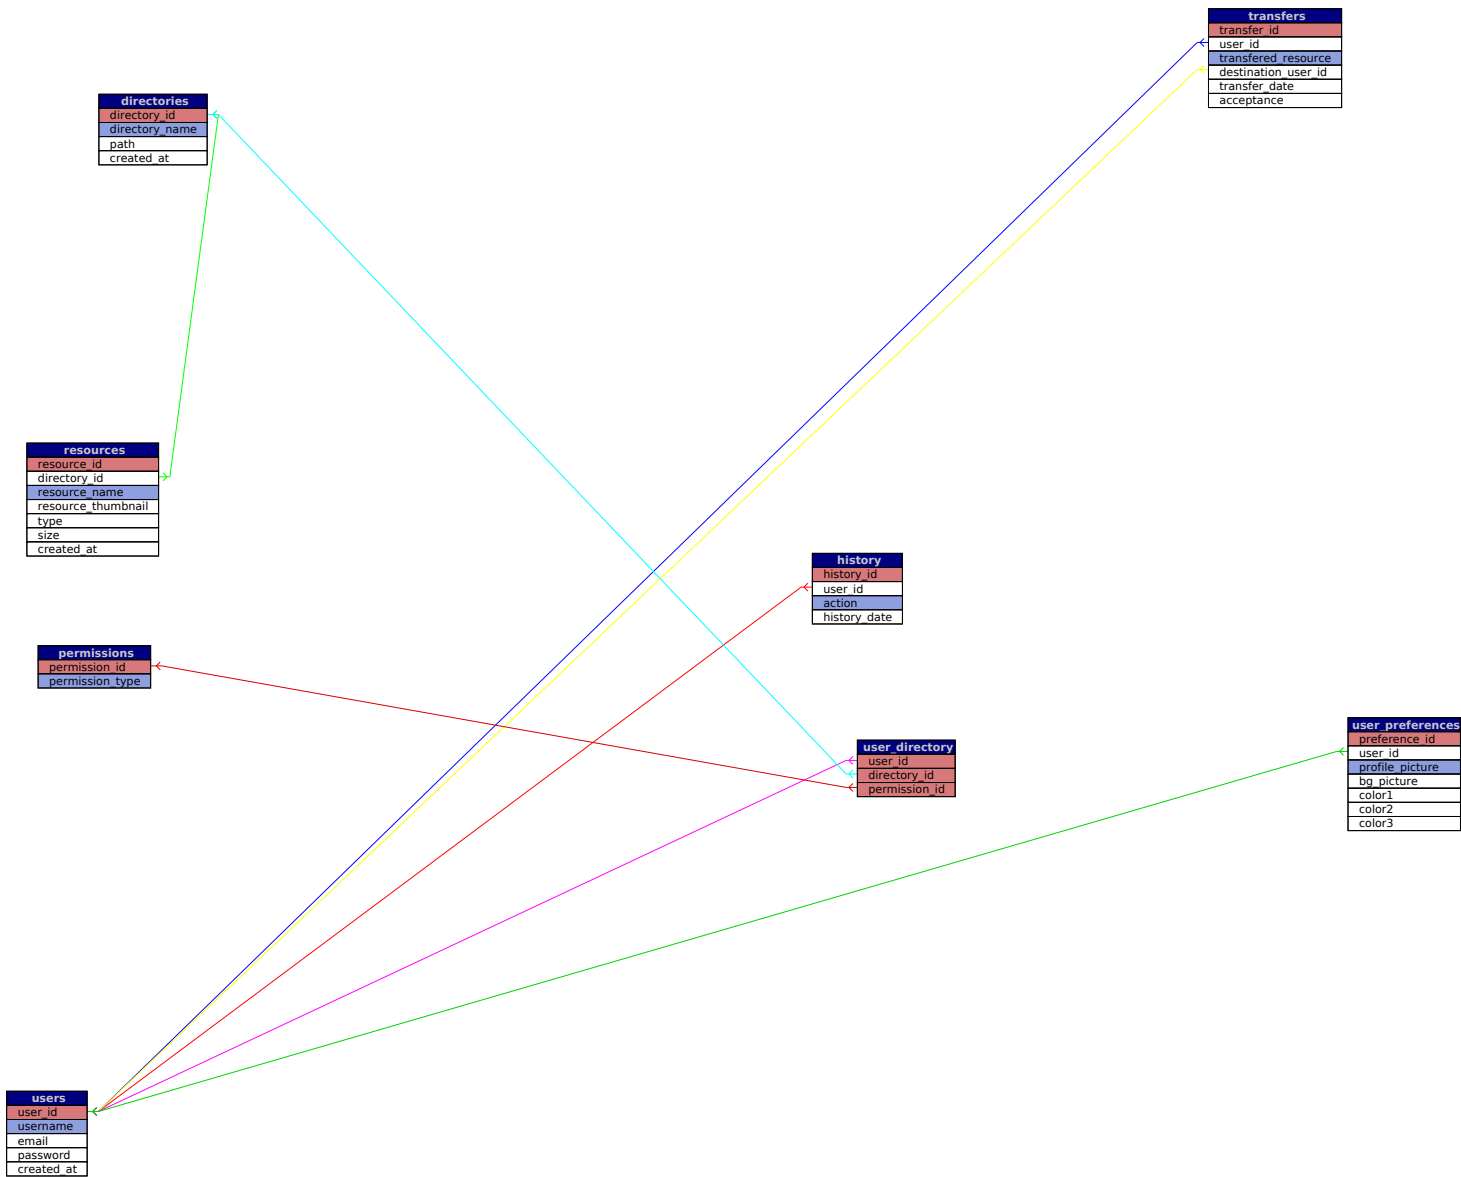 transfers
transfer_id
user_id
transfered_resource
destination_user_id
transfer_date
acceptance
directories
directory_id
directory_name
path
created_at
resources
resource_id
directory_id
resource_name
resource_thumbnail
type
size
created_at
history
history_id
user_id
action
history_date
permissions
permission_id
permission_type
user_directory
user_id
directory_id
permission_id
user_preferences
preference_id
user_id
profile_picture
bg_picture
color1
color2
color3
users
user_id
username
email
password
created_at